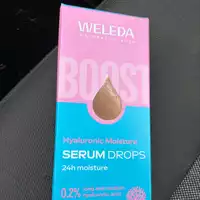 WELEDA
BOOST
Hyaluronic Moisture
SERUM DROPS
24h moisture
0.2%